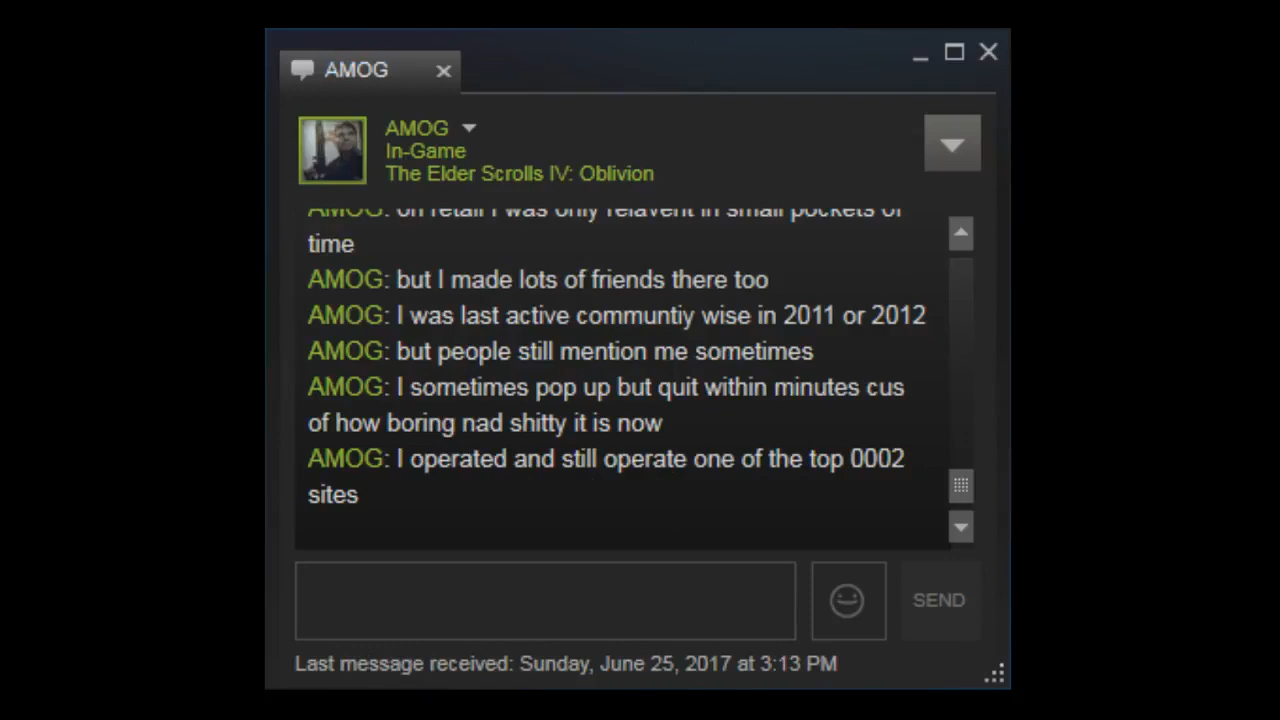 AMOG
AMOG
In-Game
The Elder Scrolls IV: Oblivion
AMOG: on retail I was only relavent in small pockets of
time
AMOG: but I made lots of friends there too
AMOG: I was last active communtiy wise in 2011 or 2012
AMOG: but people still mention me sometimes
AMOG: I sometimes pop up but quit within minutes cus
of how boring nad shitty it is now
AMOG: I operated and still operate one of the top 0002
sites
SEND
Last message received: Sunday, June 25, 2017 at 3:13 PM